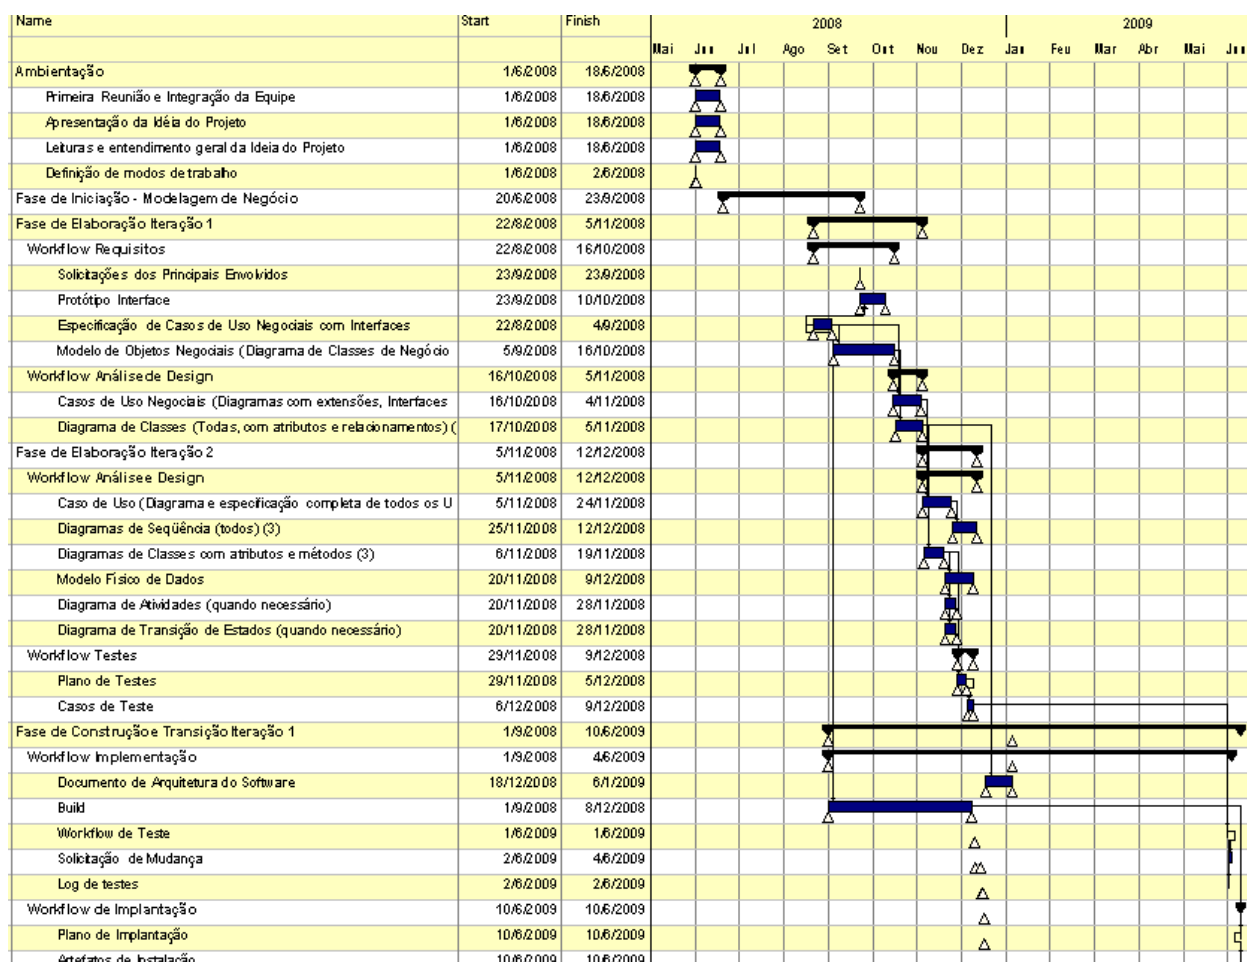 Name Start Finish 2008 2009
Mai Jun Jul Ago Set Out Nou Dez Jan Feu Mar Abr Mai Jun
Ambientação 1/6/2008 18/6/2008
Primeira Reunião e Integração da Equipe 1/6/2008 18/6/2008
Apresentação da Idéia do Projeto 1/6/2008 18/6/2008
Leituras e entendimento geral da Ideia do Projeto 1/6/2008 18/6/2008
Definição de modos de trabalho 1/6/2008 2/6/2008
Fase de Iniciação - Modelagem de Negócio 20/6/2008 23/9/2008
Fase de Elaboração Iteração 1 22/8/2008 5/11/2008
Workflow Requisitos 22/8/2008 16/10/2008
Solicitações dos Principais Envolvidos 23/9/2008 23/9/2008
Protótipo Interface 23/9/2008 10/10/2008
Especificação de Casos de Uso Negociais com Interfaces 22/8/2008 4/9/2008
Modelo de Objetos Negociais (Diagrama de Classes de Negócio 5/9/2008 16/10/2008
Workflow Análise de Design 16/10/2008 5/11/2008
Casos de Uso Negociais (Diagramas com extensões, Interfaces 16/10/2008 4/11/2008
Diagrama de Classes (Todas, com atributos e relacionamentos) ( 17/10/2008 5/11/2008
Fase de Elaboração Iteração 2 5/11/2008 12/12/2008
Workflow Análise e Design 5/11/2008 12/12/2008
Caso de Uso (Diagrama e especificação completa de todos os U 5/11/2008 24/11/2008
Diagramas de Seqüência (todos) (3) 25/11/2008 12/12/2008
Diagramas de Classes com atributos e métodos (3) 6/11/2008 19/11/2008
Modelo Físico de Dados 20/11/2008 9/12/2008
Diagrama de Atividades (quando necessário) 20/11/2008 28/11/2008
Diagrama de Transição de Estados (quando necessário) 20/11/2008 28/11/2008
Workflow Testes 29/11/2008 9/12/2008
Plano de Testes 29/11/2008 5/12/2008
Casos de Teste 6/12/2008 9/12/2008
Fase de Construção e Transição Iteração 1 1/9/2008 10/6/2009
Workflow Implementação 1/9/2008 4/6/2009
Documento de Arquitetura do Software 18/12/2008 6/1/2009
Build 1/9/2008 8/12/2008
Workflow de Teste 1/6/2009 1/6/2009
Solicitação de Mudança 2/6/2009 4/6/2009
Log de testes 2/6/2009 2/6/2009
Workflow de Implantação 10/6/2009 10/6/2009
Plano de Implantação 10/6/2009 10/6/2009
Artefatos de Instalação 10/6/2009 10/6/2009